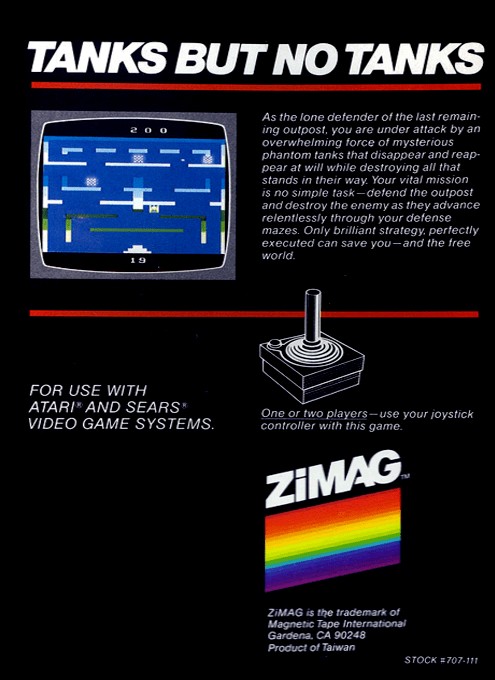 TANKS BUT NO TANKS
2 0 0
19
As the lone defender of the last remain-
ing outpost, you are under attack by an
overwhelming force of mysterious
phantom tanks that disappear and reap-
pear at will while destroying all that
stands in their way. Your vital mission
is no simple task—defend the outpost
and destroy the enemy as they advance
relentlessly through your defense
mazes. Only brilliant strategy, perfectly
executed can save you—and the free
world.
FOR USE WITH
ATARI® AND SEARS®
VIDEO GAME SYSTEMS.
One or two players—use your joystick
controller with this game.
ZiMAG™
ZiMAG is the trademark of
Magnetic Tape International
Gardena, CA 90248
Product of Taiwan
STOCK #707-111